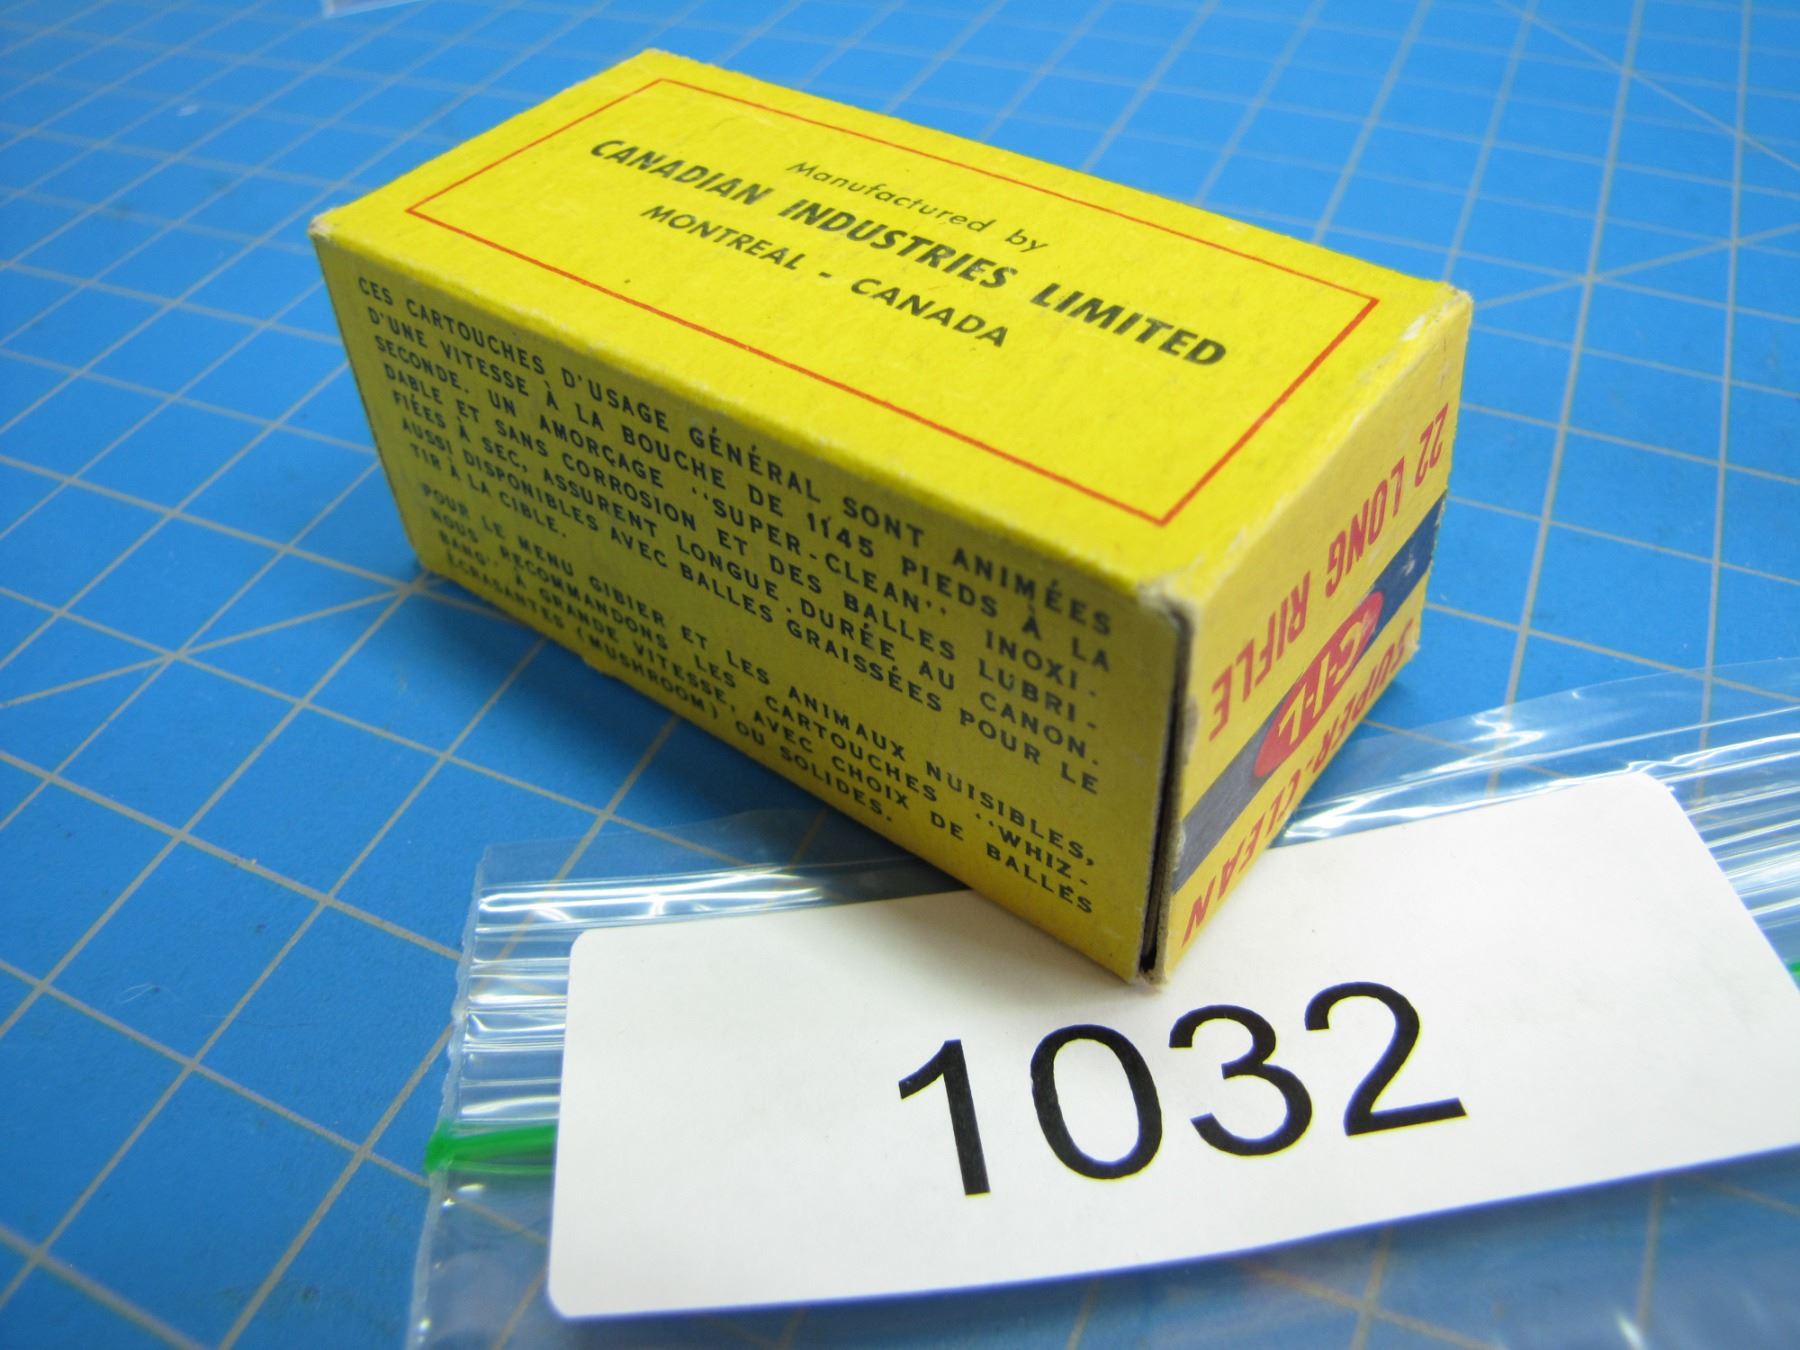 Manufactured by
CANADIAN INDUSTRIES LIMITED
MONTREAL - CANADA
CES CARTOUCHES D'USAGE GÉNÉRAL SONT ANIMÉES
D'UNE VITESSE À LA BOUCHE DE 1145 PIEDS À LA
SECONDE. UN AMORÇAGE "SUPER-CLEAN" INOXI-
DABLE ET SANS CORROSION ET DES BALLES LUBRI-
FIÉES À SEC, ASSURENT LONGUE DURÉE AU CANON.
AUSSI DISPONIBLES AVEC BALLES GRAISSÉES POUR LE
TIR À LA CIBLE.
POUR LE MENU GIBIER ET LES ANIMAUX NUISIBLES,
NOUS RECOMMANDONS LES CARTOUCHES "WHIZ-
BANG" À GRANDE VITESSE, AVEC CHOIX DE BALLES
ÉCRASANTES (MUSHROOM) OU SOLIDES.
22 LONG RIFLE
C-I-L
SUPER-CLEAN
1032